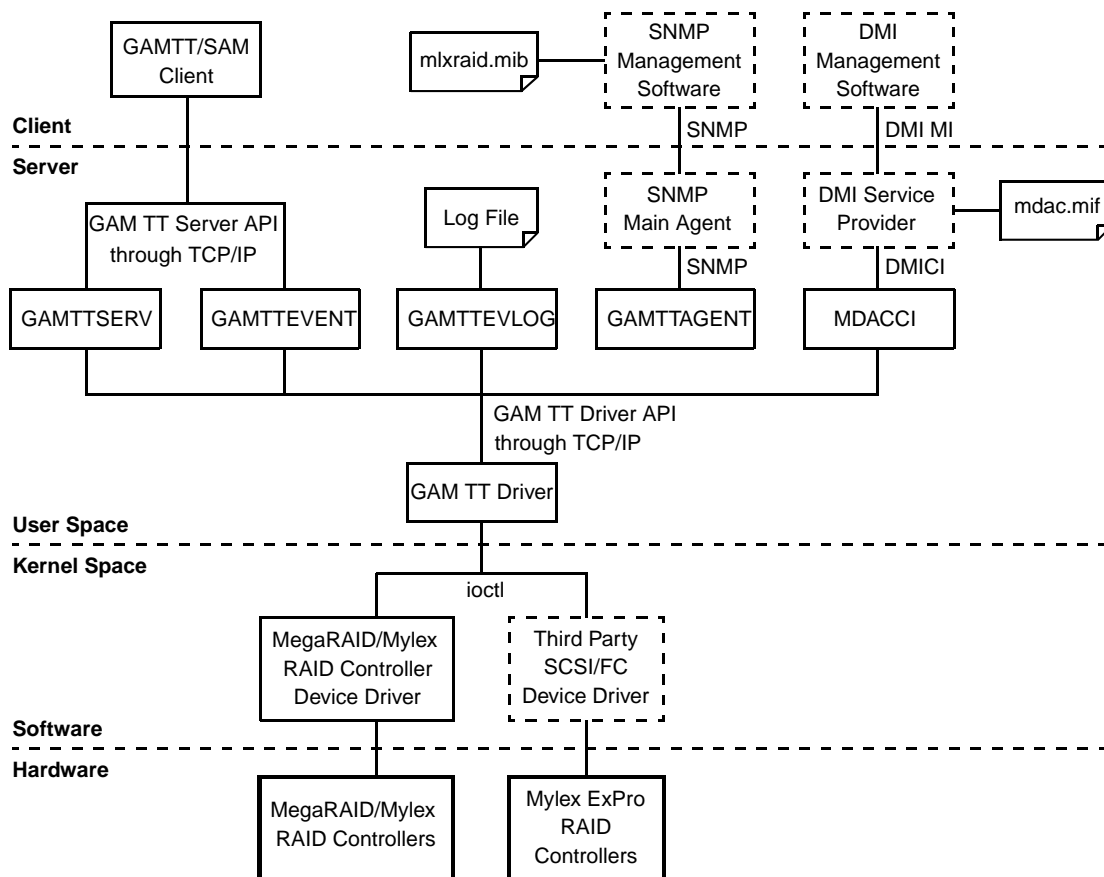 GAMTT/SAM
Client
mlxraid.mib
SNMP
Management
Software
DMI
Management
Software
Client
SNMP
DMI MI
Server
GAM TT Server API
through TCP/IP
Log File
SNMP
Main Agent
DMI Service
Provider
mdac.mif
SNMP
DMICI
GAMTTSERV
GAMTTEVENT
GAMTTEVLOG
GAMTTAGENT
MDACCI
GAM TT Driver API
through TCP/IP
GAM TT Driver
User Space
Kernel Space
ioctl
MegaRAID/Mylex
RAID Controller
Device Driver
Third Party
SCSI/FC
Device Driver
Software
Hardware
MegaRAID/Mylex
RAID Controllers
Mylex ExPro
RAID
Controllers